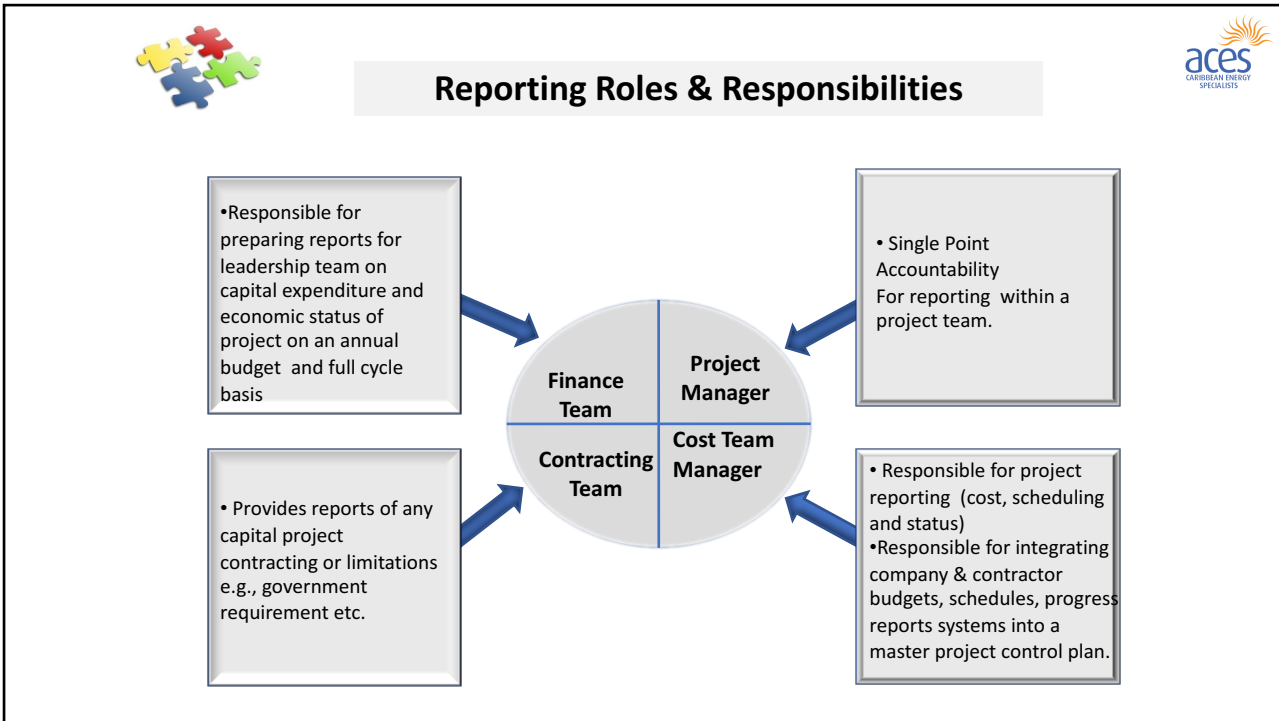 aces
CARIBBEAN ENERGY
SPECIALISTS
Reporting Roles & Responsibilities
•Responsible for
preparing reports for
leadership team on
capital expenditure and
economic status of
project on an annual
budget  and full cycle
basis
• Single Point
Accountability
For reporting  within a
project team.
Finance
Team
Project
Manager
Contracting
Team
Cost Team
Manager
• Provides reports of any
capital project
contracting or limitations
e.g., government
requirement etc.
• Responsible for project
reporting  (cost, scheduling
and status)
•Responsible for integrating
company & contractor
budgets, schedules, progress
reports systems into a
master project control plan.